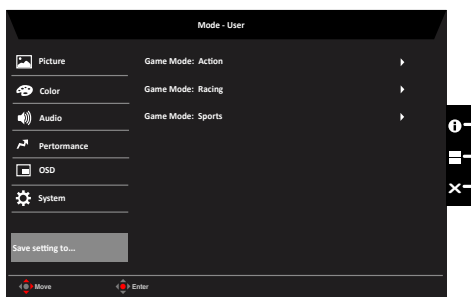 Mode - User
Picture
Game Mode: Action
Color
Game Mode: Racing
Audio
Game Mode: Sports
Pertormance
OSD
System
Save setting to...
Move
Enter